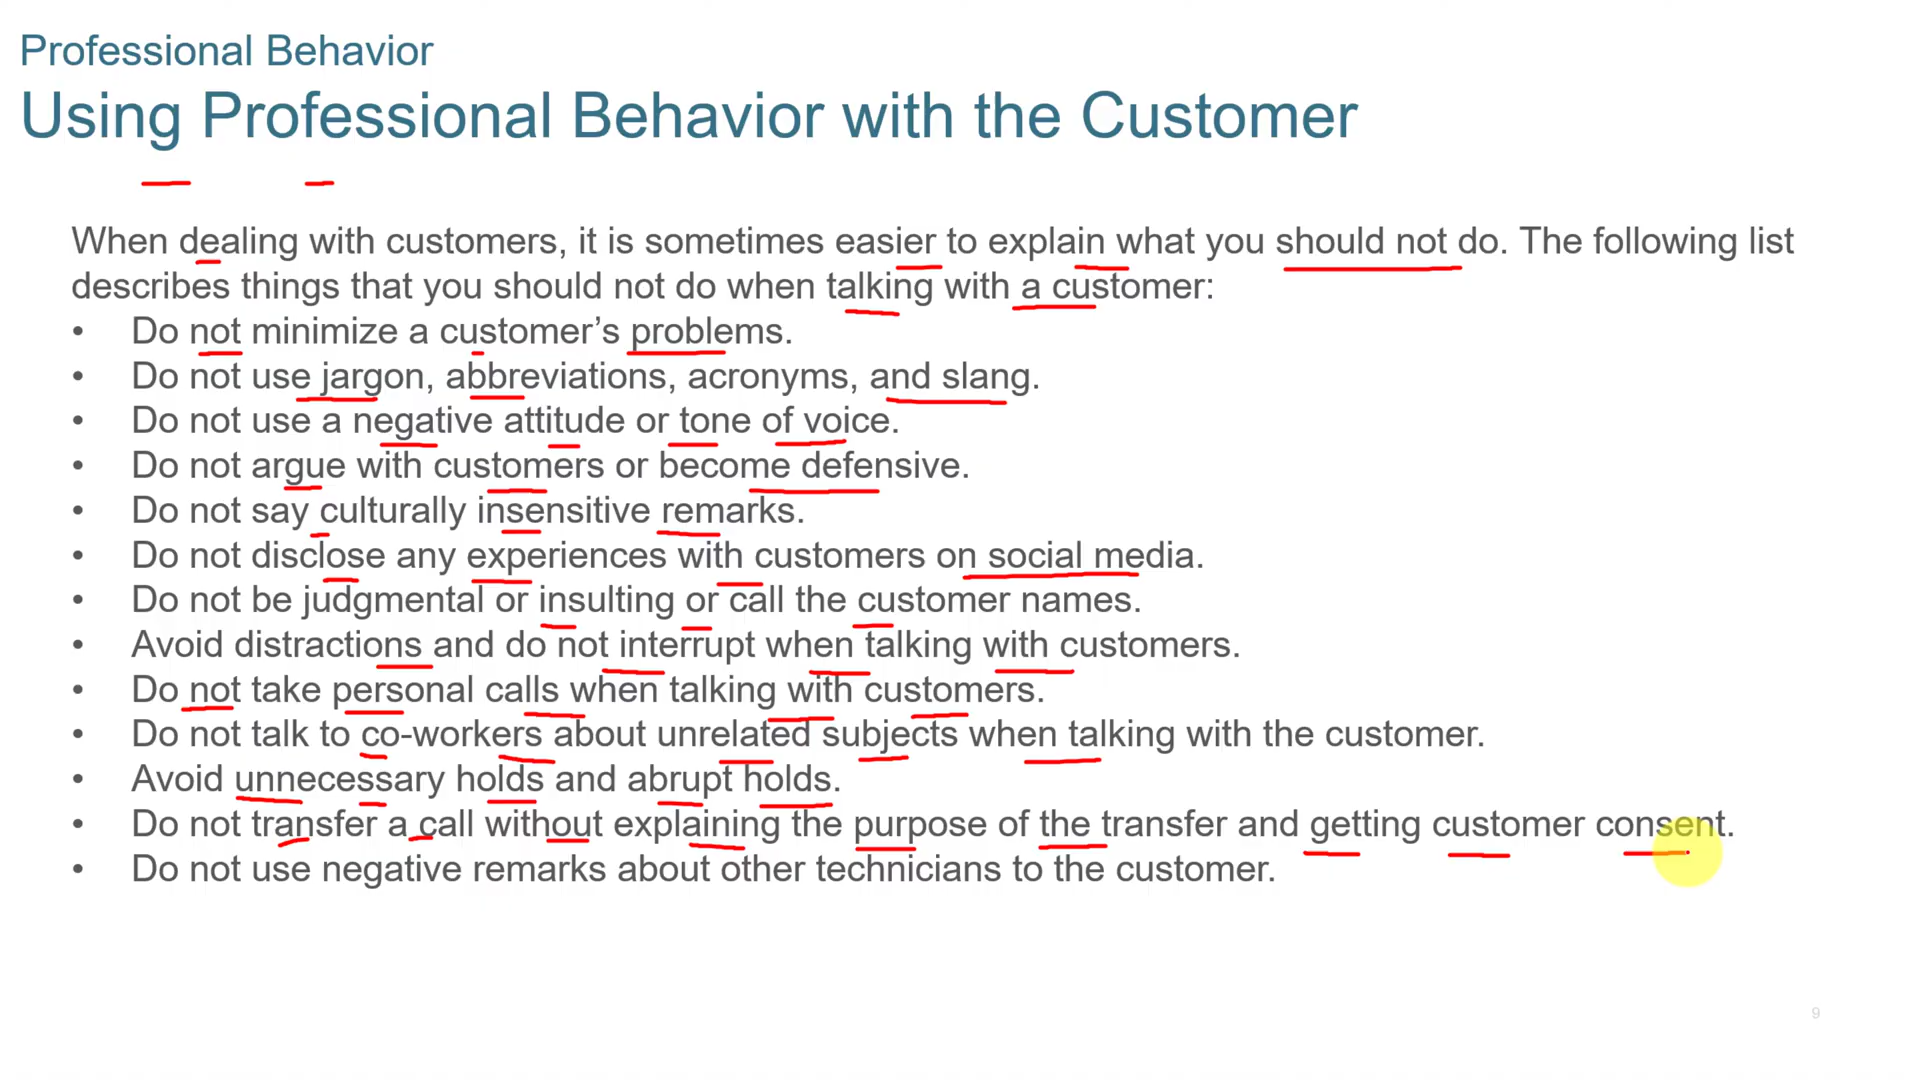 Professional Behavior
Using Professional Behavior with the Customer
When dealing with customers, it is sometimes easier to explain what you should not do. The following list
describes things that you should not do when talking with a customer:
• Do not minimize a customer’s problems.
• Do not use jargon, abbreviations, acronyms, and slang.
• Do not use a negative attitude or tone of voice.
• Do not argue with customers or become defensive.
• Do not say culturally insensitive remarks.
• Do not disclose any experiences with customers on social media.
• Do not be judgmental or insulting or call the customer names.
• Avoid distractions and do not interrupt when talking with customers.
• Do not take personal calls when talking with customers.
• Do not talk to co-workers about unrelated subjects when talking with the customer.
• Avoid unnecessary holds and abrupt holds.
• Do not transfer a call without explaining the purpose of the transfer and getting customer consent.
• Do not use negative remarks about other technicians to the customer.
9